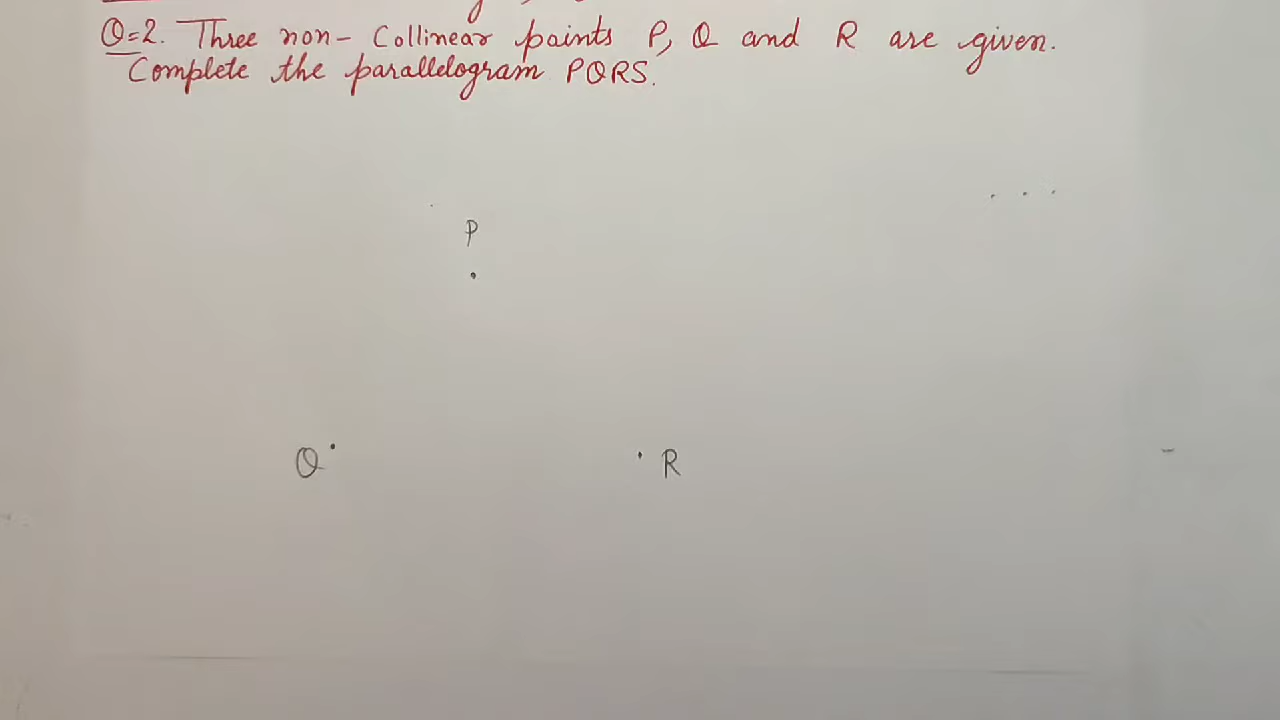 Q=2. Three non- Collinear points P, Q and R are given.
Complete the parallelogram PQRS.
P
Q
R